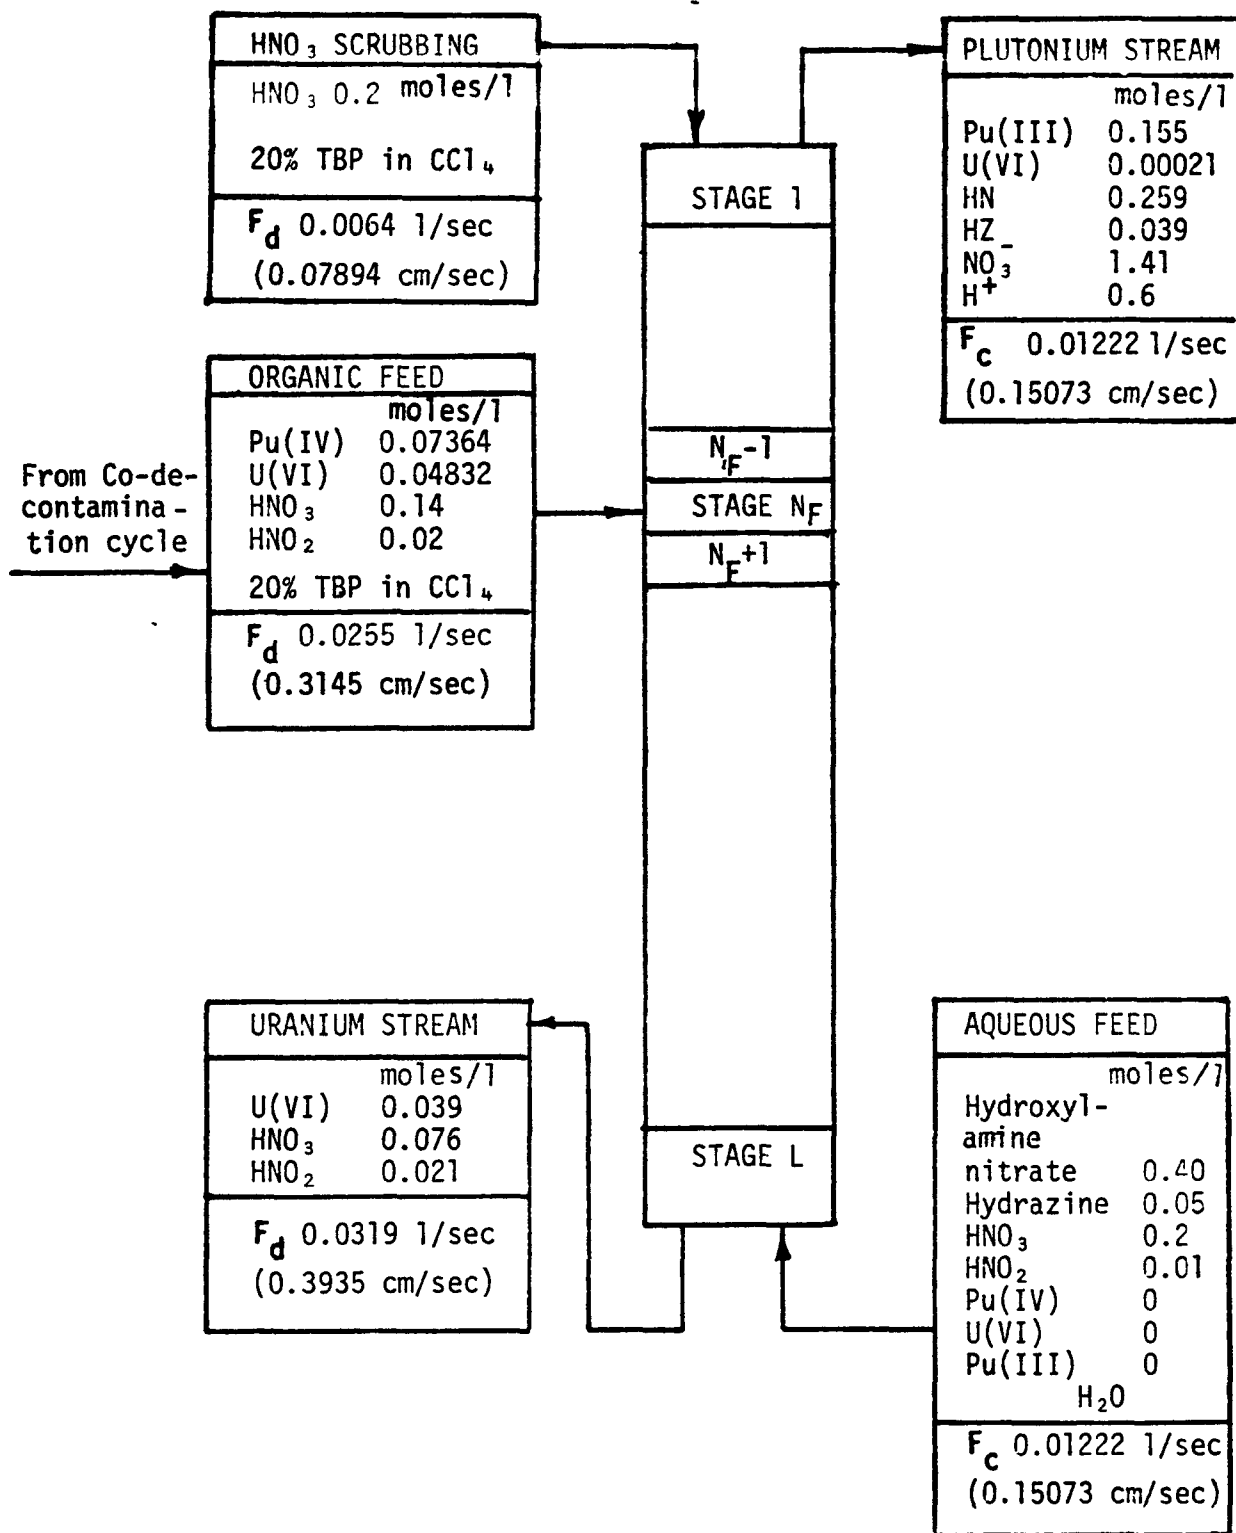 HNO₃ SCRUBBING
HNO₃ 0.2 moles/l
20% TBP in CCl₄
F_d 0.0064 l/sec
(0.07894 cm/sec)
PLUTONIUM STREAM
moles/l
Pu(III) 0.155
U(VI) 0.00021
HN 0.259
HZ 0.039
NO₃⁻ 1.41
H⁺ 0.6
F_c 0.01222 l/sec
(0.15073 cm/sec)
STAGE 1
N_F-1
STAGE N_F
N_F+1
STAGE L
From Co-de-
contamina-
tion cycle
ORGANIC FEED
moles/l
Pu(IV) 0.07364
U(VI) 0.04832
HNO₃ 0.14
HNO₂ 0.02
20% TBP in CCl₄
F_d 0.0255 l/sec
(0.3145 cm/sec)
URANIUM STREAM
moles/l
U(VI) 0.039
HNO₃ 0.076
HNO₂ 0.021
F_d 0.0319 l/sec
(0.3935 cm/sec)
AQUEOUS FEED
moles/l
Hydroxyl-
amine
nitrate 0.40
Hydrazine 0.05
HNO₃ 0.2
HNO₂ 0.01
Pu(IV) 0
U(VI) 0
Pu(III) 0
H₂O
F_c 0.01222 l/sec
(0.15073 cm/sec)